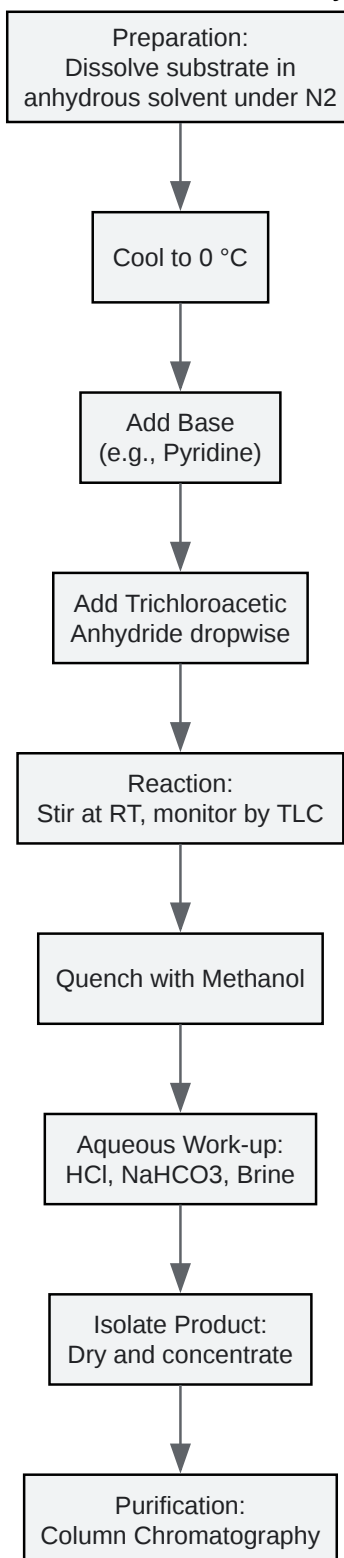 Preparation:
Dissolve substrate in
anhydrous solvent under N2
Cool to 0 °C
Add Base
(e.g., Pyridine)
Add Trichloroacetic
Anhydride dropwise
Reaction:
Stir at RT, monitor by TLC
Quench with Methanol
Aqueous Work-up:
HCl, NaHCO3, Brine
Isolate Product:
Dry and concentrate
Purification:
Column Chromatography